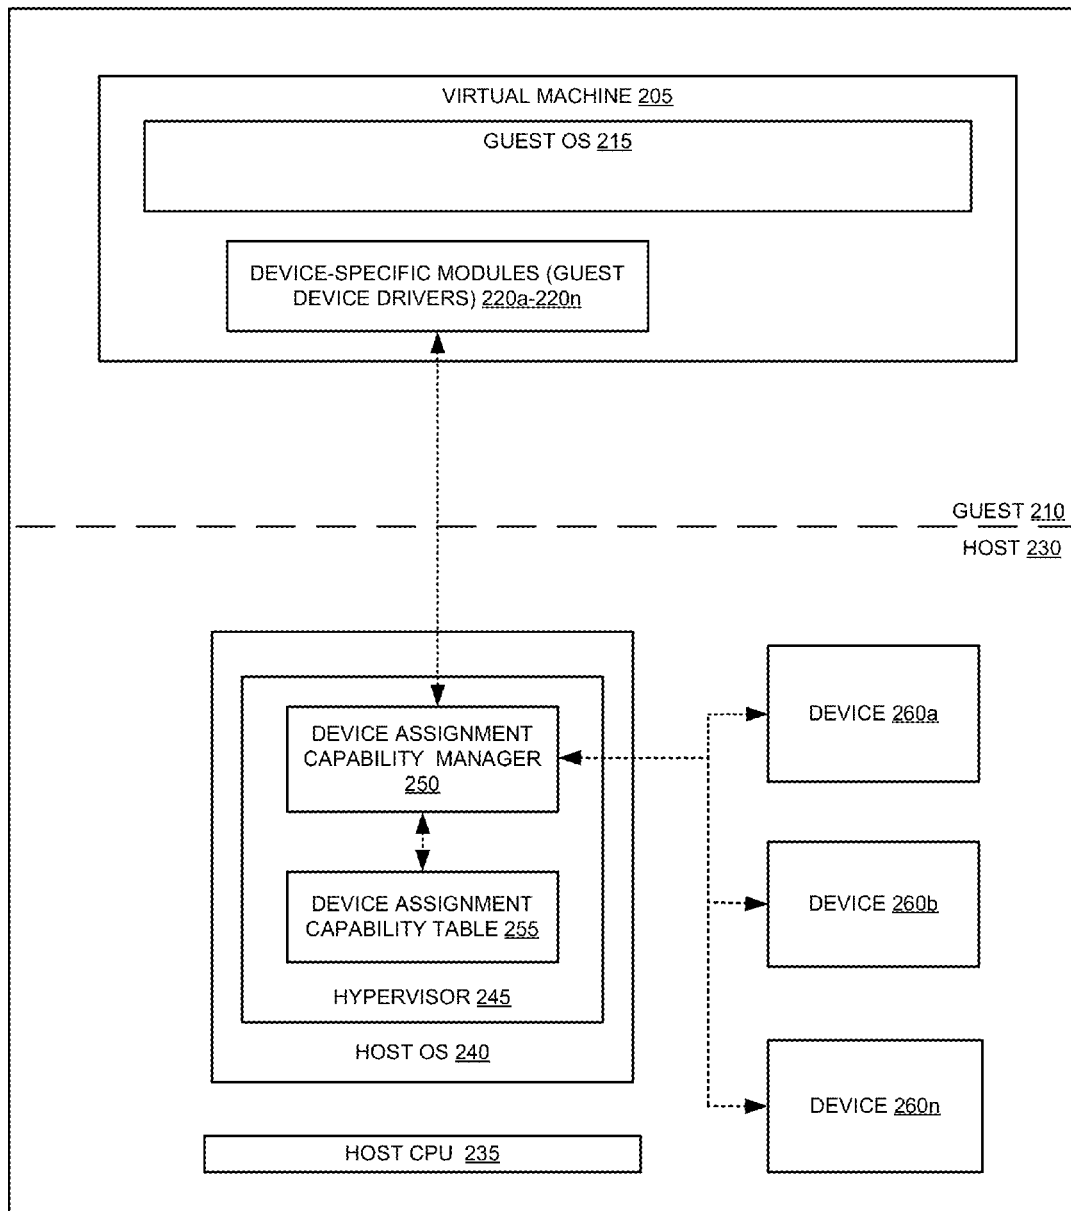 VIRTUAL MACHINE 205
GUEST OS 215
DEVICE-SPECIFIC MODULES (GUEST
DEVICE DRIVERS) 220a-220n
GUEST 210
HOST 230
DEVICE ASSIGNMENT
CAPABILITY MANAGER
250
DEVICE ASSIGNMENT
CAPABILITY TABLE 255
HYPERVISOR 245
HOST OS 240
HOST CPU 235
DEVICE 260a
DEVICE 260b
DEVICE 260n